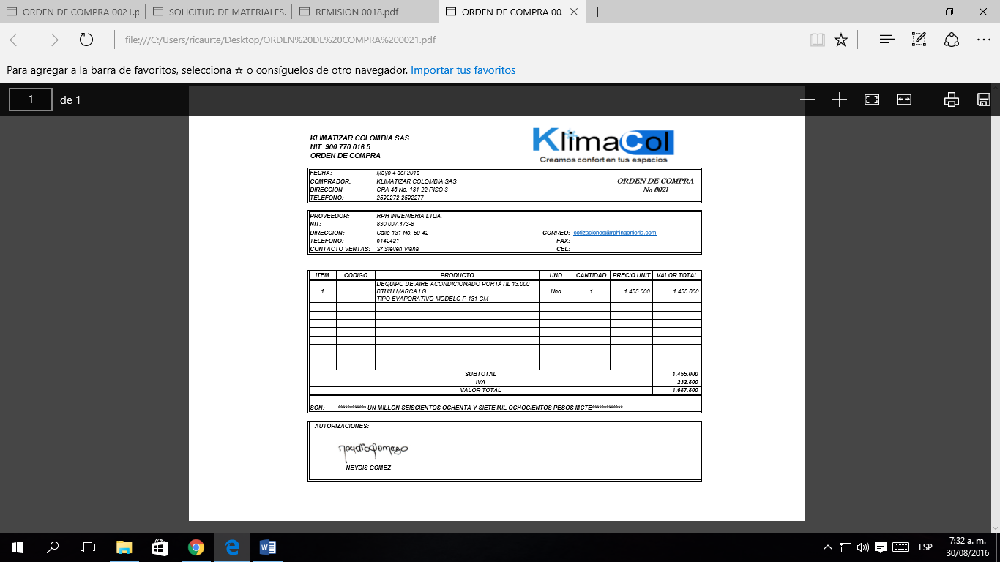 ORDEN DE COMPRA 0021.p
SOLICITUD DE MATERIALES.
REMISION 0018.pdf
ORDEN DE COMPRA 00
file:///C:/Users/ricaurte/Desktop/ORDEN%20DE%20COMPRA%200021.pdf
Para agregar a la barra de favoritos, selecciona ☆ o consíguelos de otro navegador. Importar tus favoritos
1 de 1
KLIMATIZAR COLOMBIA SAS
NIT. 900.770.016.5
ORDEN DE COMPRA
KlimaCol
Creamos confort en tus espacios
FECHA: Mayo 4 del 2016
COMPRADOR: KLIMATIZAR COLOMBIA SAS
DIRECCION CRA 46 No. 131-22 PISO 3
TELEFONO: 2592272-2592277
ORDEN DE COMPRA
No 0021
PROVEEDOR: RPH INGENIERIA LTDA.
NIT: 830.097.473-8
DIRECCION: Calle 131 No. 50-42 CORREO: cotizaciones@rphingenieria.com
TELEFONO: 6142421 FAX:
CONTACTO VENTAS: Sr Steven Viana CEL:
ITEM CODIGO PRODUCTO UND CANTIDAD PRECIO UNIT VALOR TOTAL
DEQUIPO DE AIRE ACONDICIONADO PORTÁTIL 13.000
1 BTU/H MARCA LG Und 1 1.455.000 1.455.000
TIPO EVAPORATIVO MODELO P 131 CM
SUBTOTAL 1.455.000
IVA 232.800
VALOR TOTAL 1.687.800
SON: ************ UN MILLON SEISCIENTOS OCHENTA Y SIETE MIL OCHOCIENTOS PESOS MCTE*************
AUTORIZACIONES:
NEYDIS GOMEZ
ESP
7:32 a. m.
30/08/2016